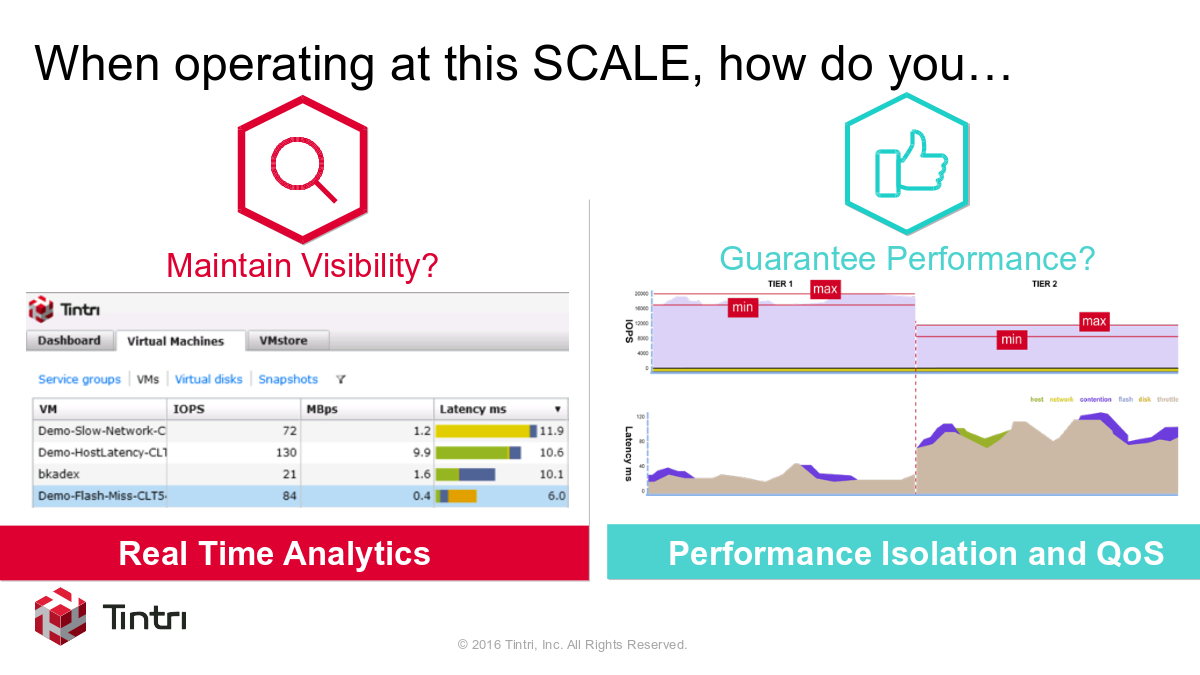 When operating at this SCALE, how do you…
Maintain Visibility?
Tintri
Dashboard Virtual Machines VMstore
Service groups VMs Virtual disks Snapshots
VM IOPS MBps Latency ms
Demo-Slow-Network-C 72 1.2 11.9
Demo-HostLatency-CLT 130 9.9 10.6
bkadex 21 1.6 10.1
Demo-Flash-Miss-CLT54 84 0.4 6.0
Real Time Analytics
Guarantee Performance?
TIER 1 TIER 2
max
min
max
min
IOPS
20000
16000
12000
8000
4000
0
host network contention flash disk throttle
Latency ms
120
80
40
0
Performance Isolation and QoS
Tintri
© 2016 Tintri, Inc. All Rights Reserved.